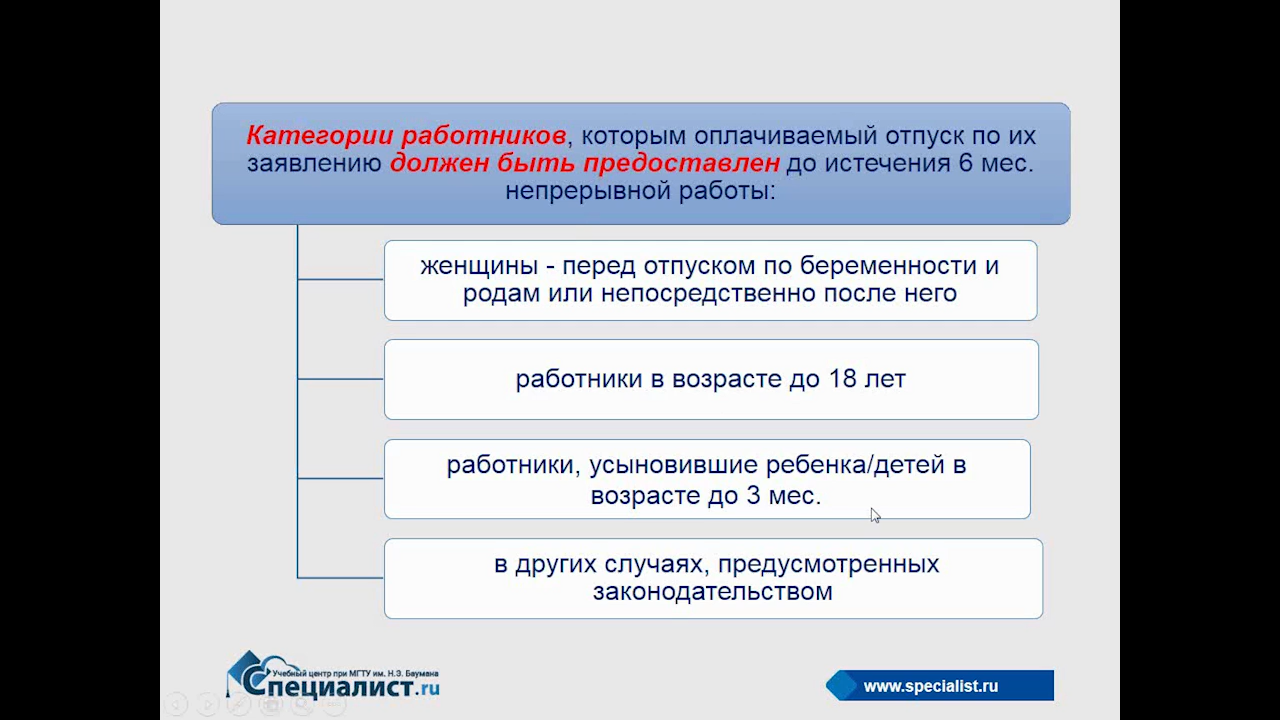 Категории работников, которым оплачиваемый отпуск по их
заявлению должен быть предоставлен до истечения 6 мес.
непрерывной работы:
женщины - перед отпуском по беременности и
родам или непосредственно после него
работники в возрасте до 18 лет
работники, усыновившие ребенка/детей в
возрасте до 3 мес.
в других случаях, предусмотренных
законодательством
Учебный центр при МГТУ им. Н.Э. Баумана
Специалист.ru
www.specialist.ru